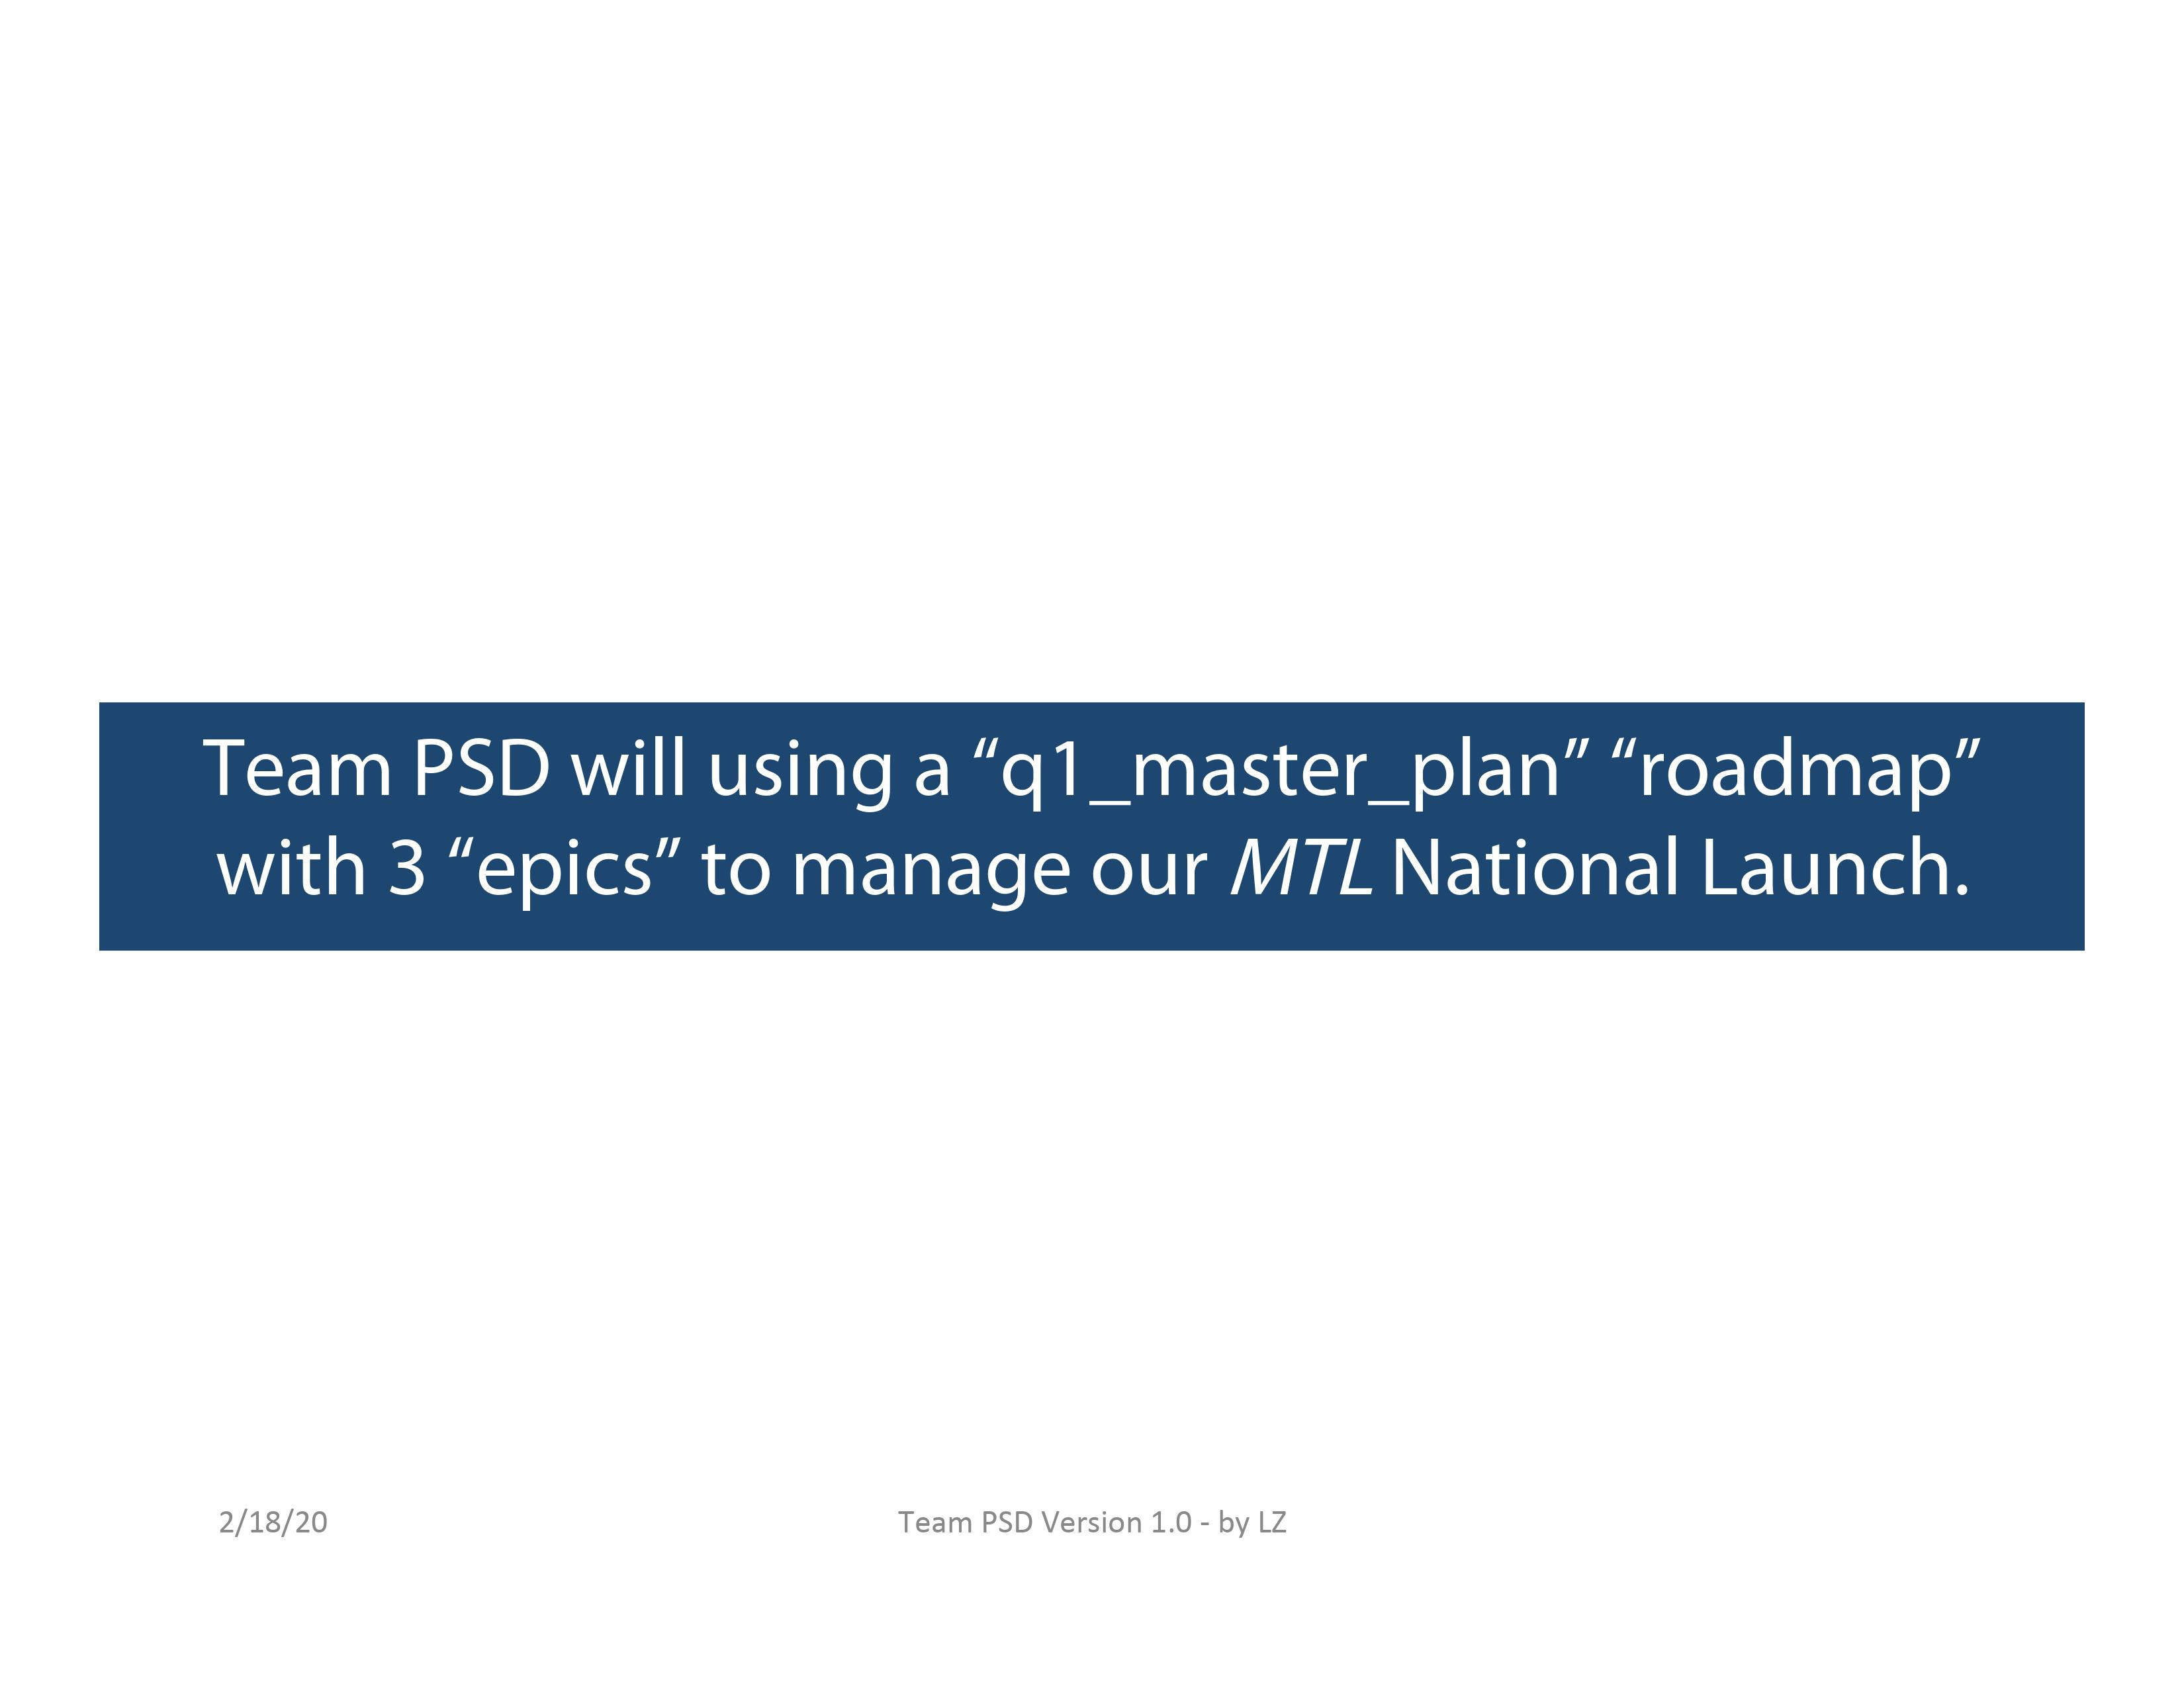 Team PSD will using a “q1_master_plan” “roadmap”
with 3 “epics” to manage our MTL National Launch.
2/18/20
Team PSD Version 1.0 - by LZ